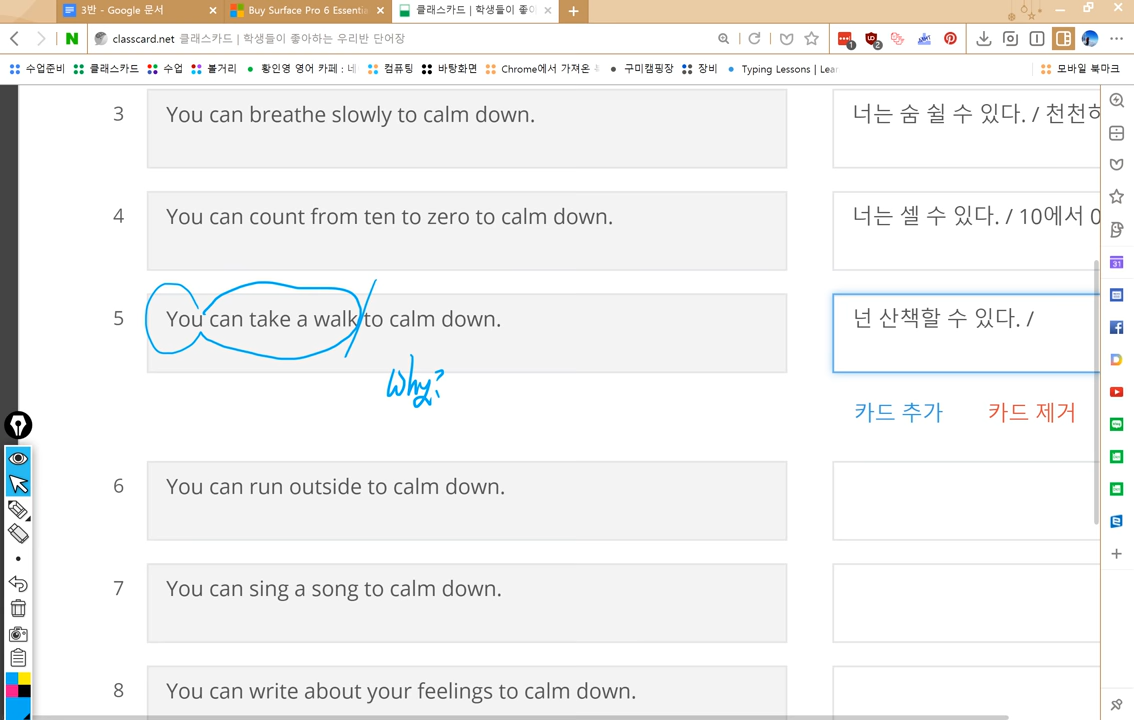 3반 - Google 문서
Buy Surface Pro 6 Essentia
클래스카드 | 학생들이 좋아
classcard.net 클래스카드 | 학생들이 좋아하는 우리반 단어장
수업준비 클래스카드 수업 볼거리 황인영 영어 카페 : 네 컴퓨팅 바탕화면 Chrome에서 가져온 구미캠핑장 장비 Typing Lessons | Lear 모바일 북마크
3 You can breathe slowly to calm down. 너는 숨 쉴 수 있다. / 천천히
4 You can count from ten to zero to calm down. 너는 셀 수 있다. / 10에서 0
5 You can take a walk to calm down. 넌 산책할 수 있다. /
Why?
카드 추가 카드 제거
6 You can run outside to calm down.
7 You can sing a song to calm down.
8 You can write about your feelings to calm down.